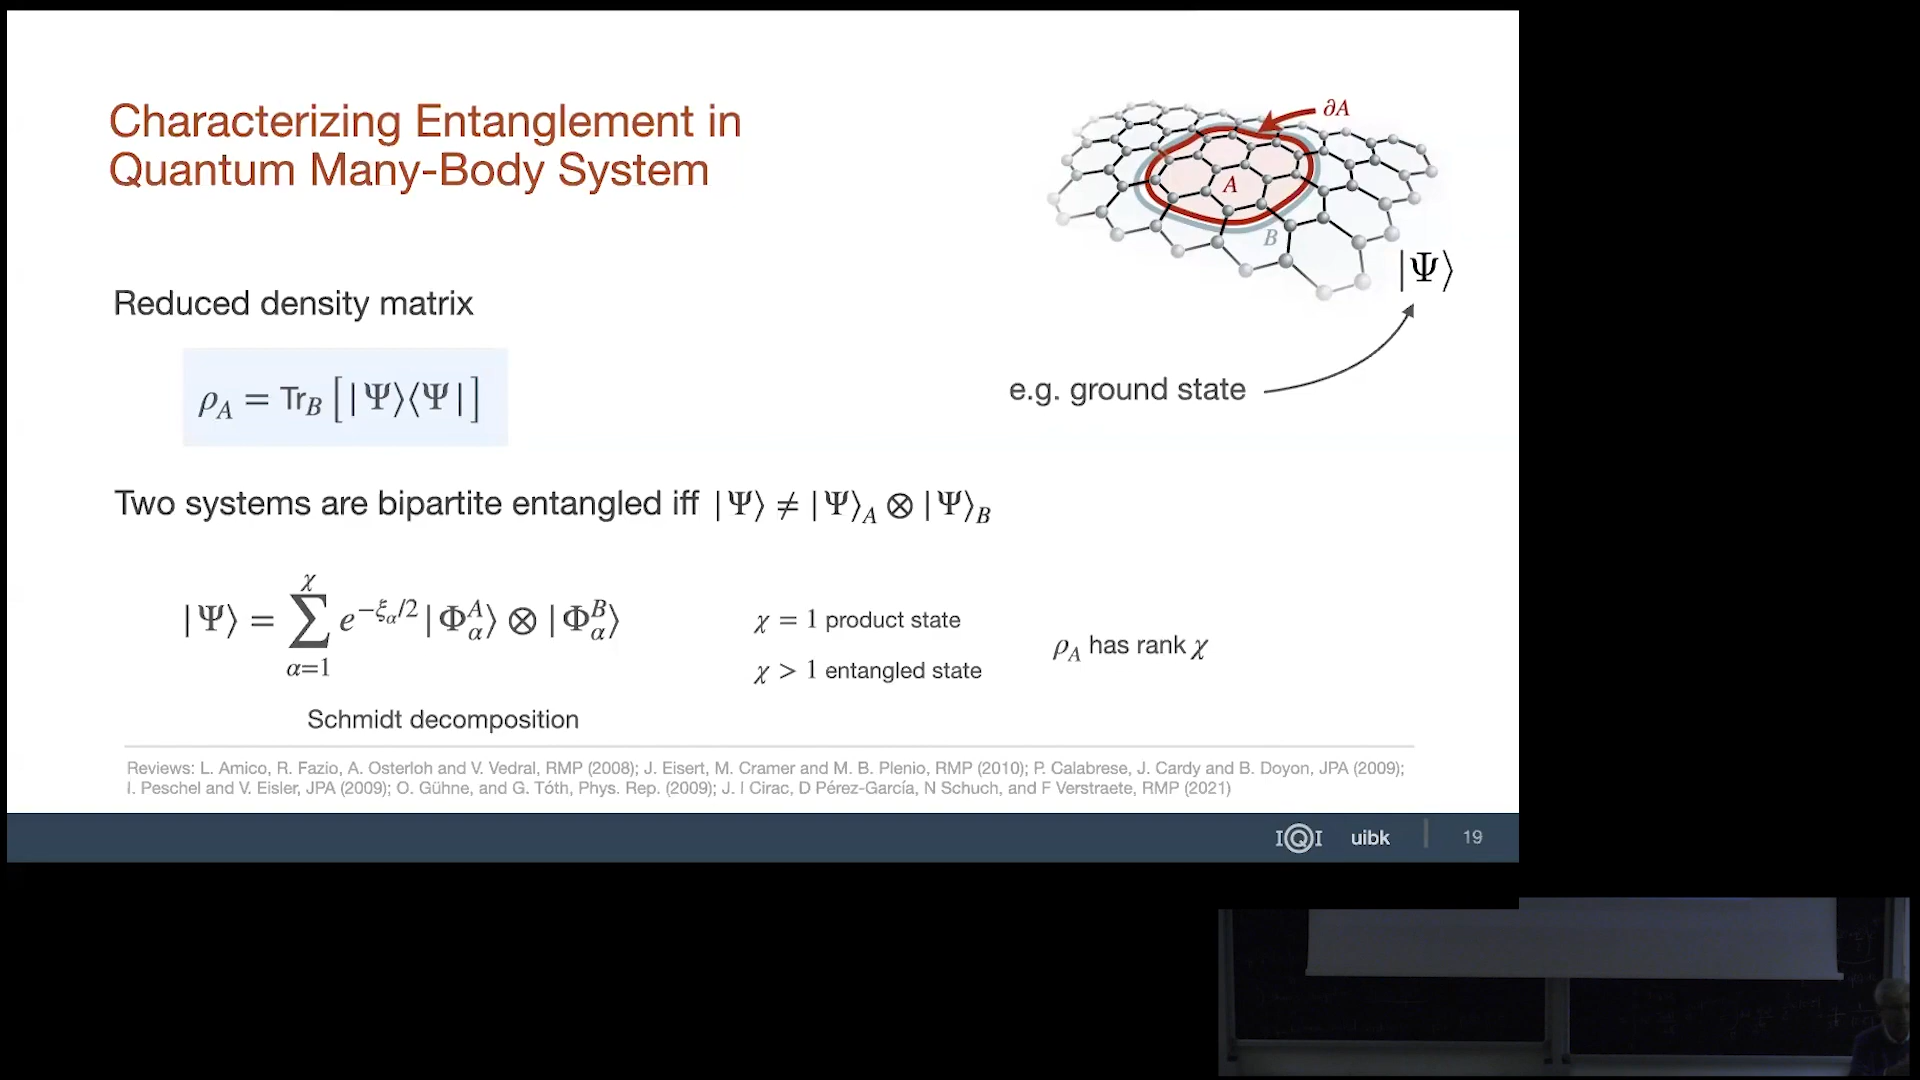 Characterizing Entanglement in
Quantum Many-Body System
∂A
A
B
|Ψ⟩
e.g. ground state
Reduced density matrix
ρ_A = Tr_B [|Ψ⟩⟨Ψ|]
Two systems are bipartite entangled iff |Ψ⟩ ≠ |Ψ⟩_A ⊗ |Ψ⟩_B
|Ψ⟩ = ∑_{α=1}^{χ} e^{−ξ_α/2} |Φ_α^A⟩ ⊗ |Φ_α^B⟩
χ = 1 product state
χ > 1 entangled state
ρ_A has rank χ
Schmidt decomposition
Reviews: L. Amico, R. Fazio, A. Osterloh and V. Vedral, RMP (2008); J. Eisert, M. Cramer and M. B. Plenio, RMP (2010); P. Calabrese, J. Cardy and B. Doyon, JPA (2009);
I. Peschel and V. Eisler, JPA (2009); O. Gühne, and G. Tóth, Phys. Rep. (2009); J. I Cirac, D Pérez-García, N Schuch, and F Verstraete, RMP (2021)
IQI uibk | 19